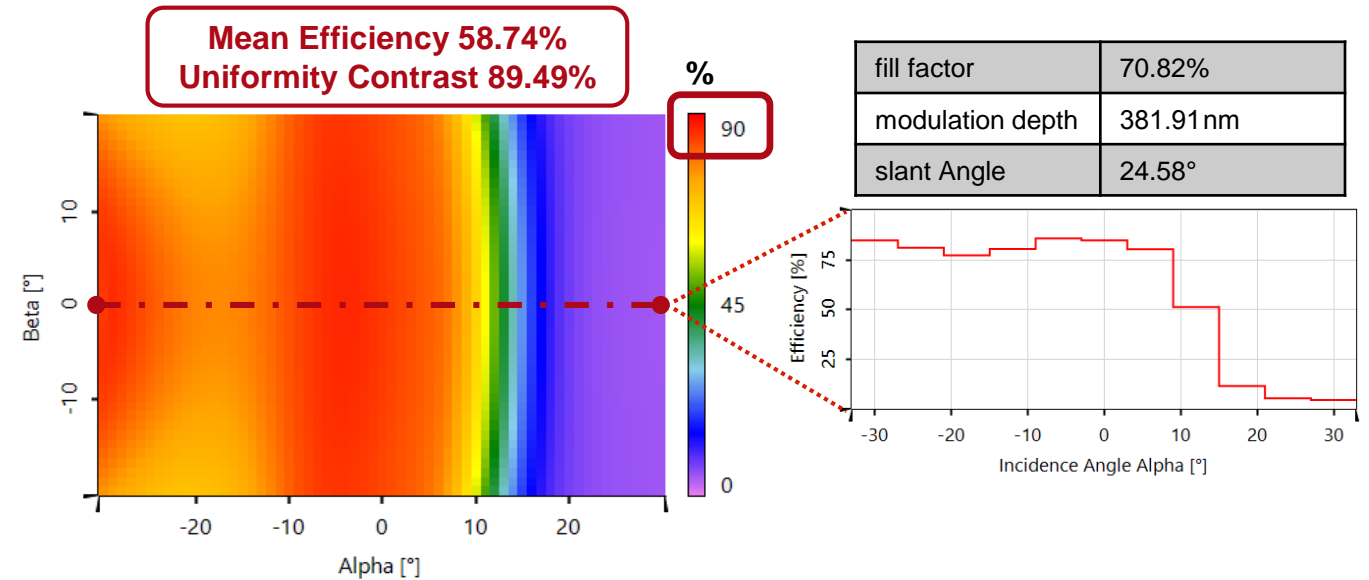 Mean Efficiency 58.74%
Uniformity Contrast 89.49%
%
90
45
0
10
0
-10
Beta [°]
-20
-10
0
10
20
Alpha [°]
fill factor 70.82%
modulation depth 381.91nm
slant Angle 24.58°
75
50
25
Efficiency [%]
-30
-20
-10
0
10
20
30
Incidence Angle Alpha [°]